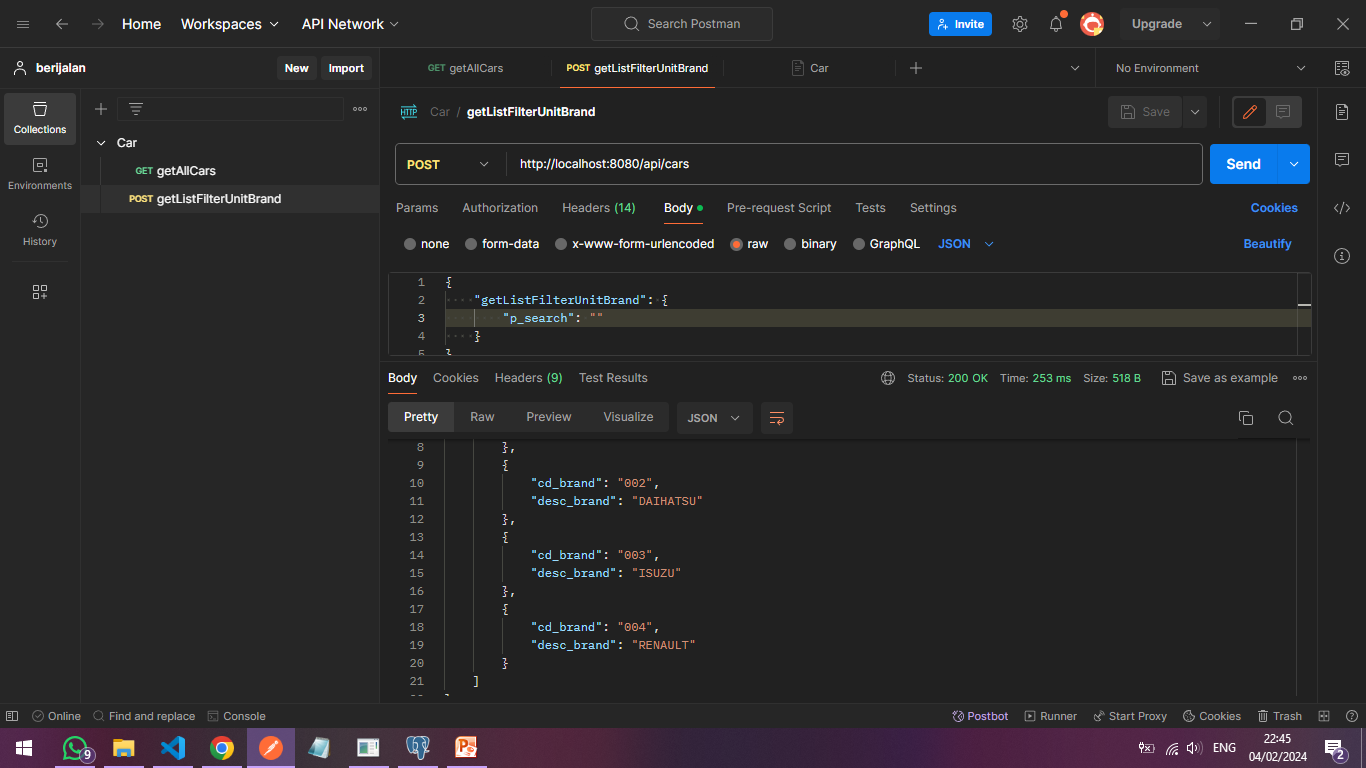 Home
Workspaces
API Network
Search Postman
Invite
Upgrade
berijalan
New
Import
GET getAllCars
POST getListFilterUnitBrand
Car
No Environment
Collections
Environments
History
Car
GET getAllCars
POST getListFilterUnitBrand
HTTP
Car / getListFilterUnitBrand
Save
POST
http://localhost:8080/api/cars
Send
Params
Authorization
Headers (14)
Body
Pre-request Script
Tests
Settings
Cookies
none
form-data
x-www-form-urlencoded
raw
binary
GraphQL
JSON
Beautify
1 {
2 "getListFilterUnitBrand": {
3 "p_search": ""
4 }
5 }
Body
Cookies
Headers (9)
Test Results
Status: 200 OK
Time: 253 ms
Size: 518 B
Save as example
Pretty
Raw
Preview
Visualize
JSON
8 },
9 {
10 "cd_brand": "002",
11 "desc_brand": "DAIHATSU"
12 },
13 {
14 "cd_brand": "003",
15 "desc_brand": "ISUZU"
16 },
17 {
18 "cd_brand": "004",
19 "desc_brand": "RENAULT"
20 }
21 ]
Online
Find and replace
Console
Postbot
Runner
Start Proxy
Cookies
Trash
9
ENG
22:45
04/02/2024
2